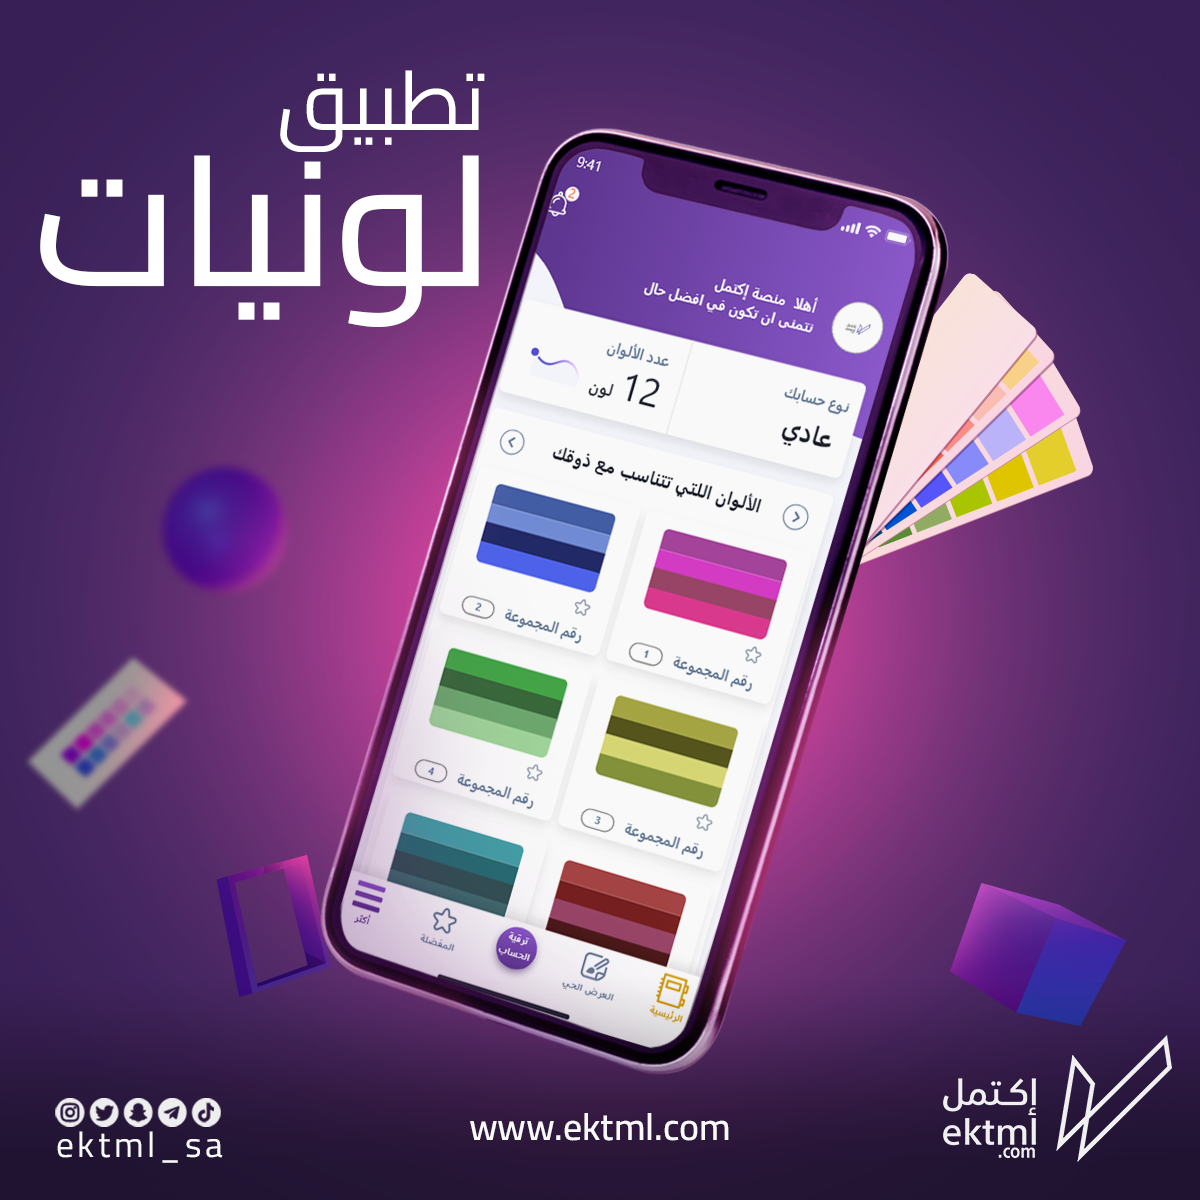 تطبيق
لونيات
9:41
2
أهلا منصة إكتمل
نتمنى ان تكون في افضل حال
نوع حسابك
عادي
عدد الألوان
12 لون
الألوان اللتي تتناسب مع ذوقك
رقم المجموعة 1
رقم المجموعة 2
رقم المجموعة 3
رقم المجموعة 4
الرئيسية
العرض الحي
ترقية
الحساب
المفضلة
أكثر
ektml_sa
www.ektml.com
إكتمل
ektml
.com